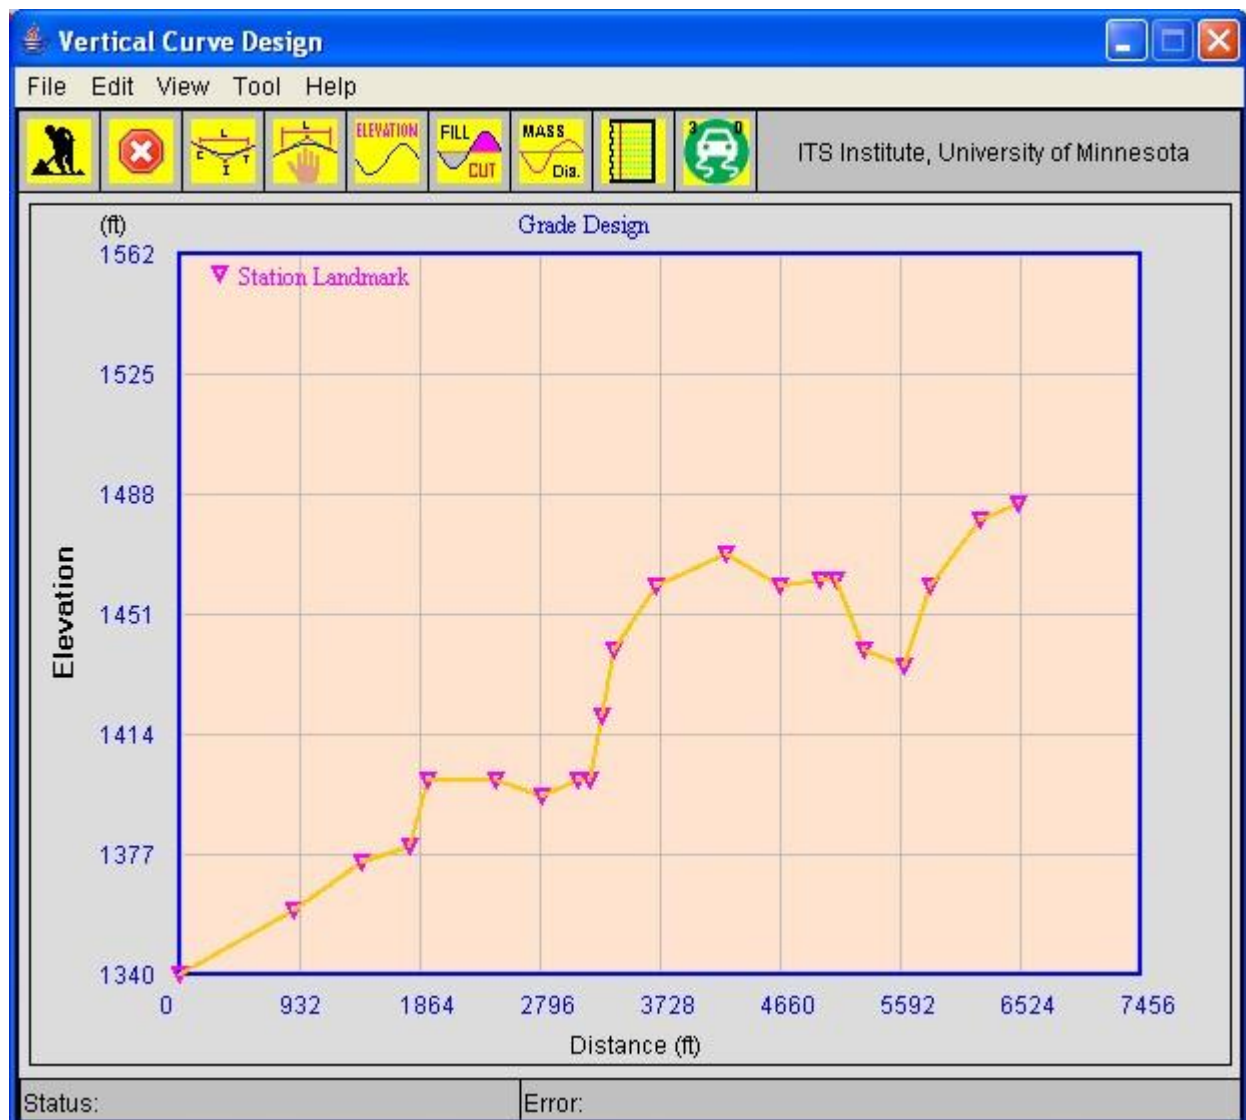 Vertical Curve Design
File Edit View Tool Help
L
C I T
L
ELEVATION
FILL
CUT
MASS
Dia.
3 D
ITS Institute, University of Minnesota
(ft)
Grade Design
Station Landmark
1562
1525
1488
1451
1414
1377
1340
Elevation
0 932 1864 2796 3728 4660 5592 6524 7456
Distance (ft)
Status:
Error: